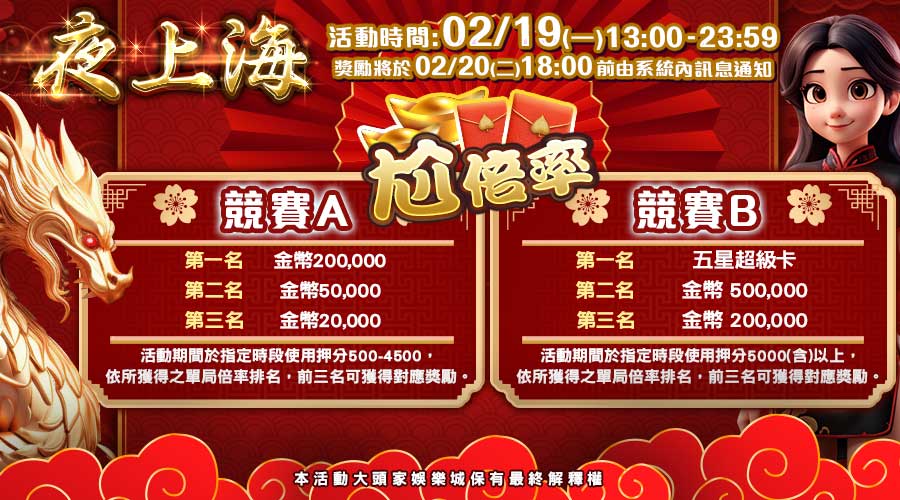 夜上海
活動時間:02/19(一)13:00-23:59
獎勵將於 02/20(二)18:00 前由系統內訊息通知
尬倍率
競賽A
第一名 金幣200,000
第二名 金幣50,000
第三名 金幣20,000
活動期間於指定時段使用押分500-4500，
依所獲得之單局倍率排名，前三名可獲得對應獎勵。
競賽B
第一名 五星超級卡
第二名 金幣 500,000
第三名 金幣 200,000
活動期間於指定時段使用押分5000(含)以上，
依所獲得之單局倍率排名，前三名可獲得對應獎勵。
本活動大頭家娛樂城保有最終解釋權